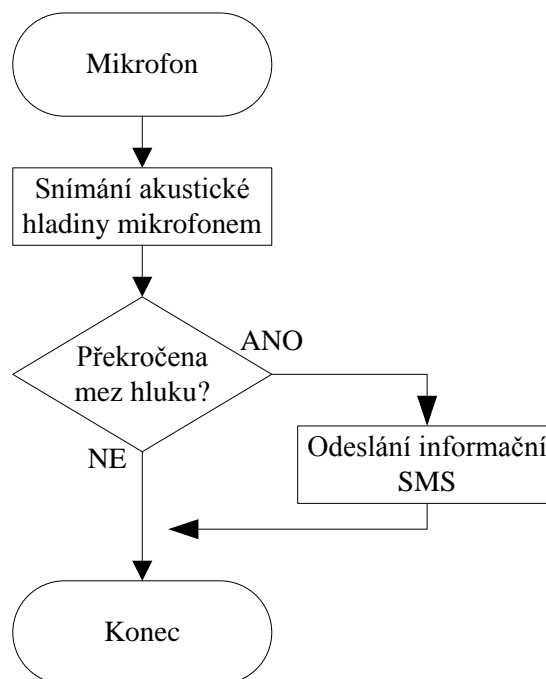 Mikrofon
Snímání akustické
hladiny mikrofonem
ANO
Překročena
mez hluku?
NE
Odeslání informační
SMS
Konec